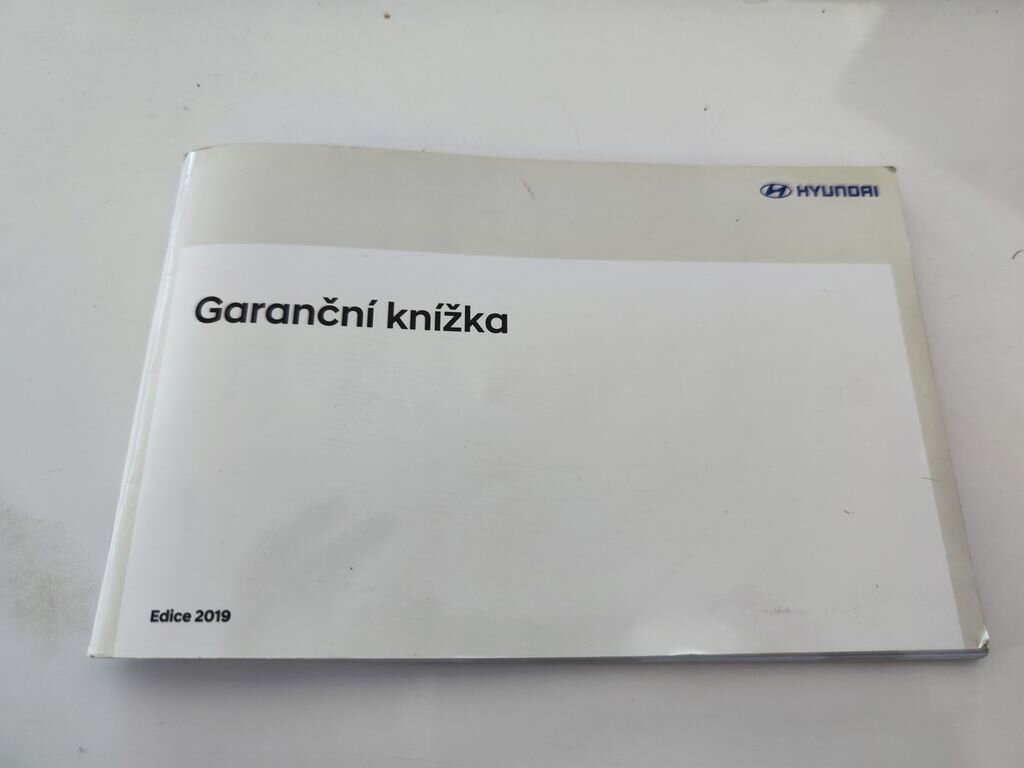 HYUNDAI
Garanční knížka
Edice 2019